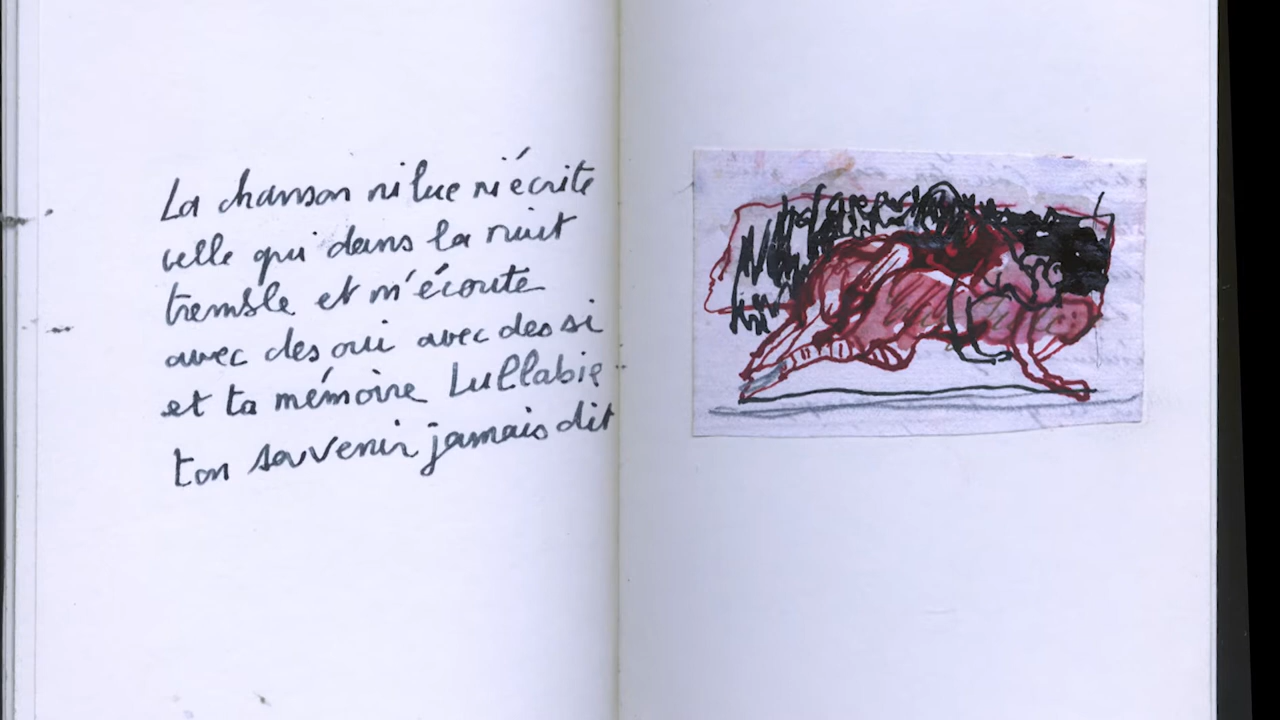 La chanson ni lue ni écrite
celle qui dans la nuit
tremble et m'écoute
avec des oui avec des si
et ta mémoire Lullabie
ton souvenir jamais dit